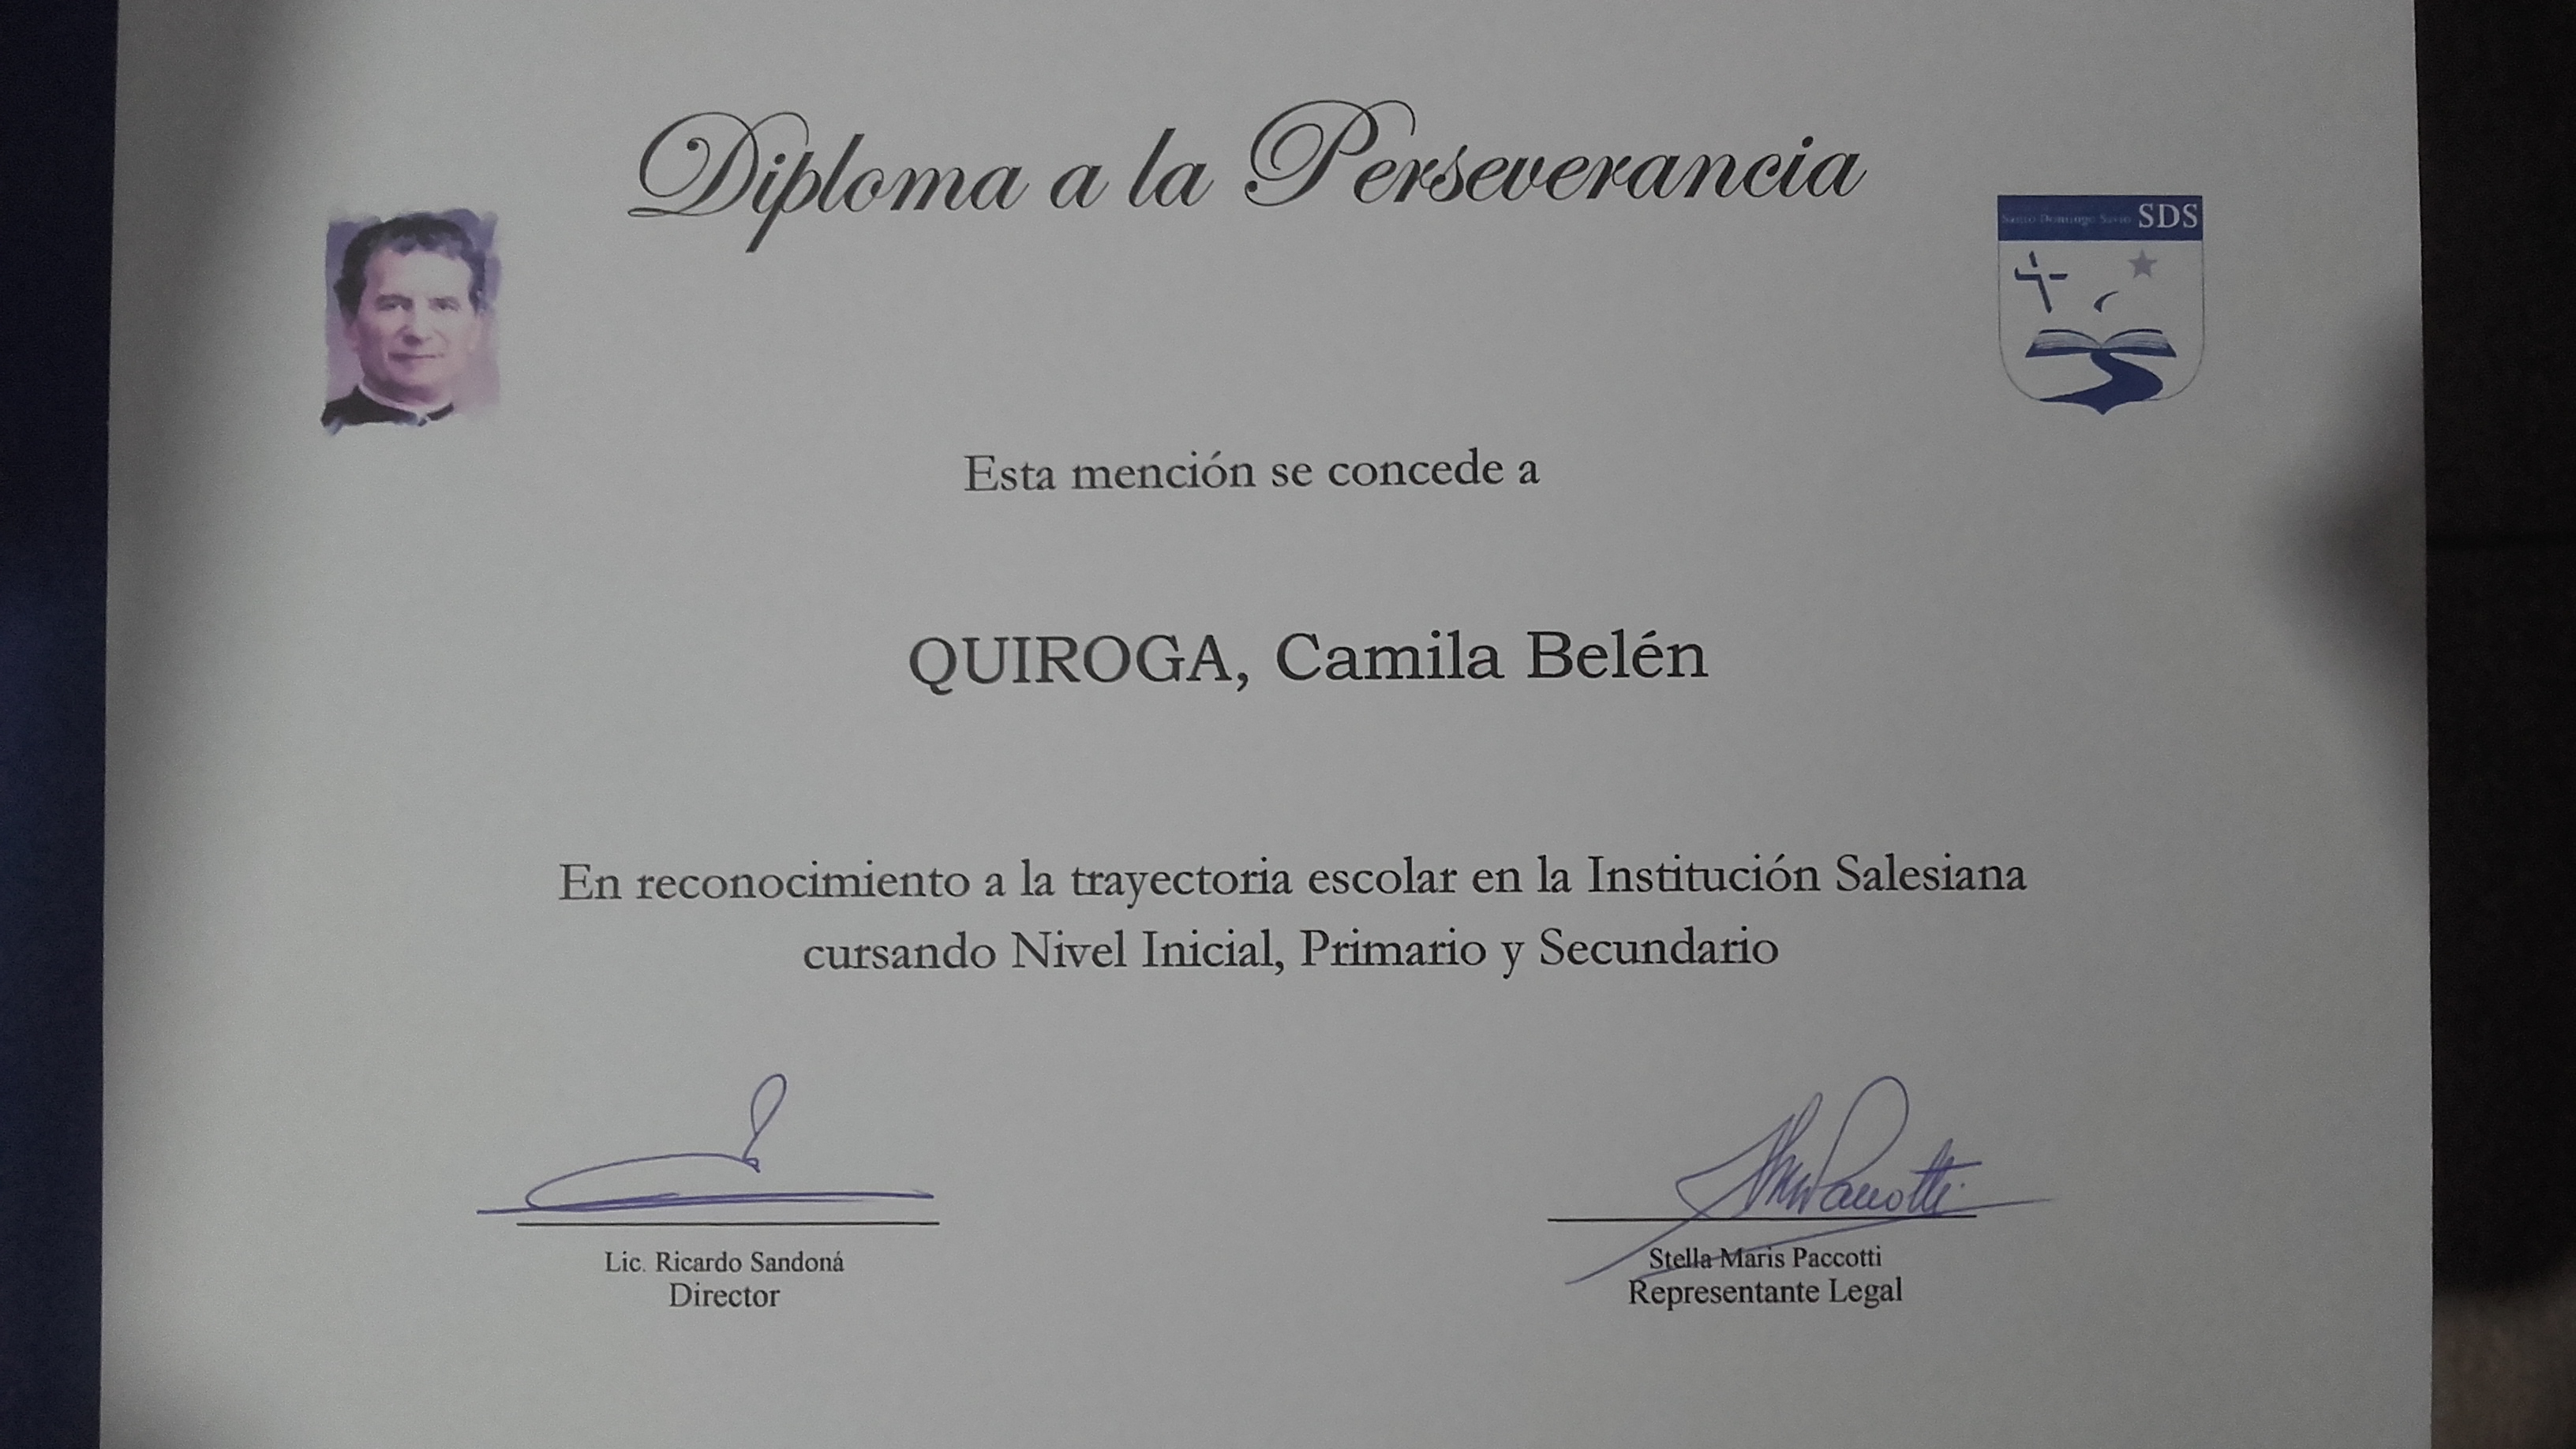 Diploma a la Perseverancia
Santo Domingo Savio SDS
Esta mención se concede a
QUIROGA, Camila Belén
En reconocimiento a la trayectoria escolar en la Institución Salesiana
cursando Nivel Inicial, Primario y Secundario
Lic. Ricardo Sandoná
Director
Stella Maris Paccotti
Representante Legal